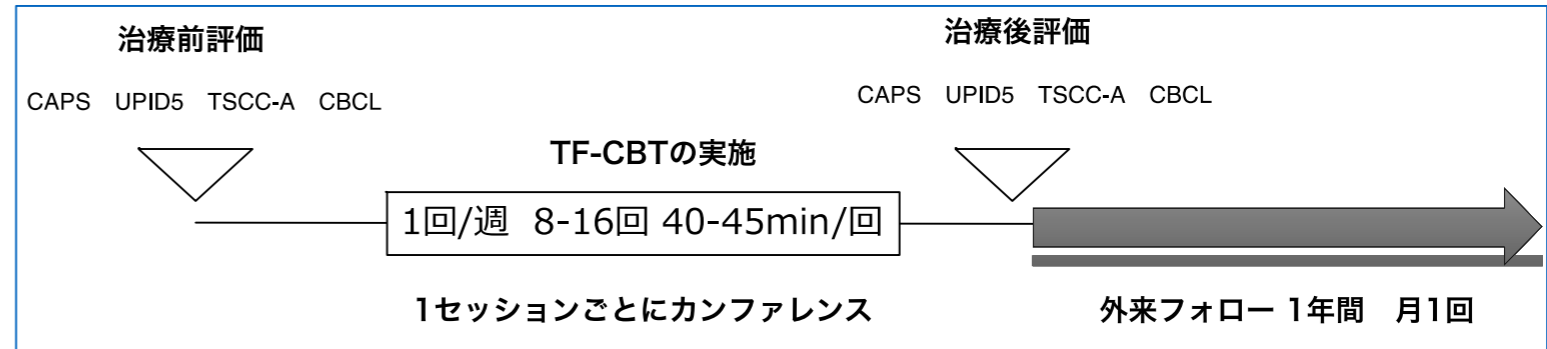 治療前評価
CAPS UPID5 TSCC-A CBCL
治療後評価
CAPS UPID5 TSCC-A CBCL
TF-CBTの実施
1回/週 8-16回 40-45min/回
1セッションごとにカンファレンス
外来フォロー 1年間 月1回